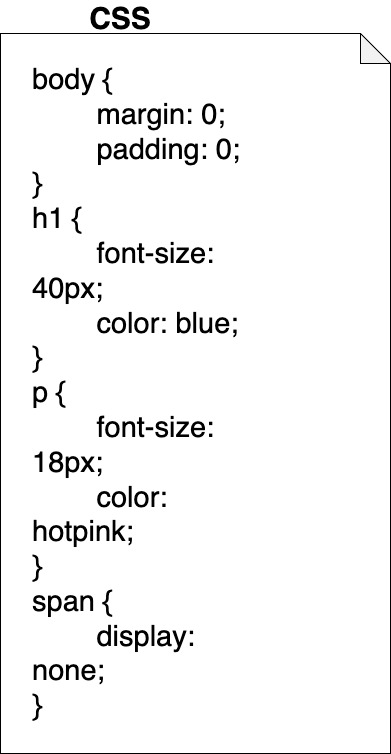 CSS
body {
margin: 0;
padding: 0;
}
h1 {
font-size:
40px;
color: blue;
}
p {
font-size:
18px;
color:
hotpink;
}
span {
display:
none;
}